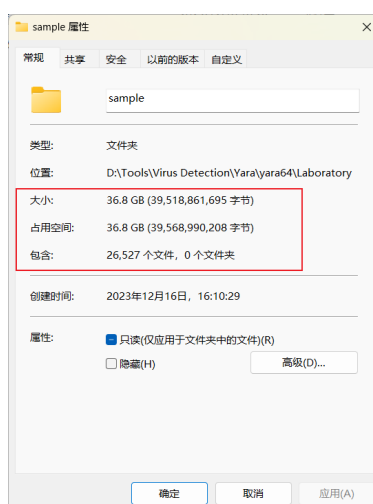 sample 属性
常规 共享 安全 以前的版本 自定义
sample
类型: 文件夹
位置: D:\Tools\Virus Detection\Yara\yara64\Laboratory
大小: 36.8 GB (39,518,861,695 字节)
占用空间: 36.8 GB (39,568,990,208 字节)
包含: 26,527 个文件，0 个文件夹
创建时间: 2023年12月16日，16:10:29
属性: 只读(仅应用于文件夹中的文件)(R)
隐藏(H) 高级(D)...
确定 取消 应用(A)